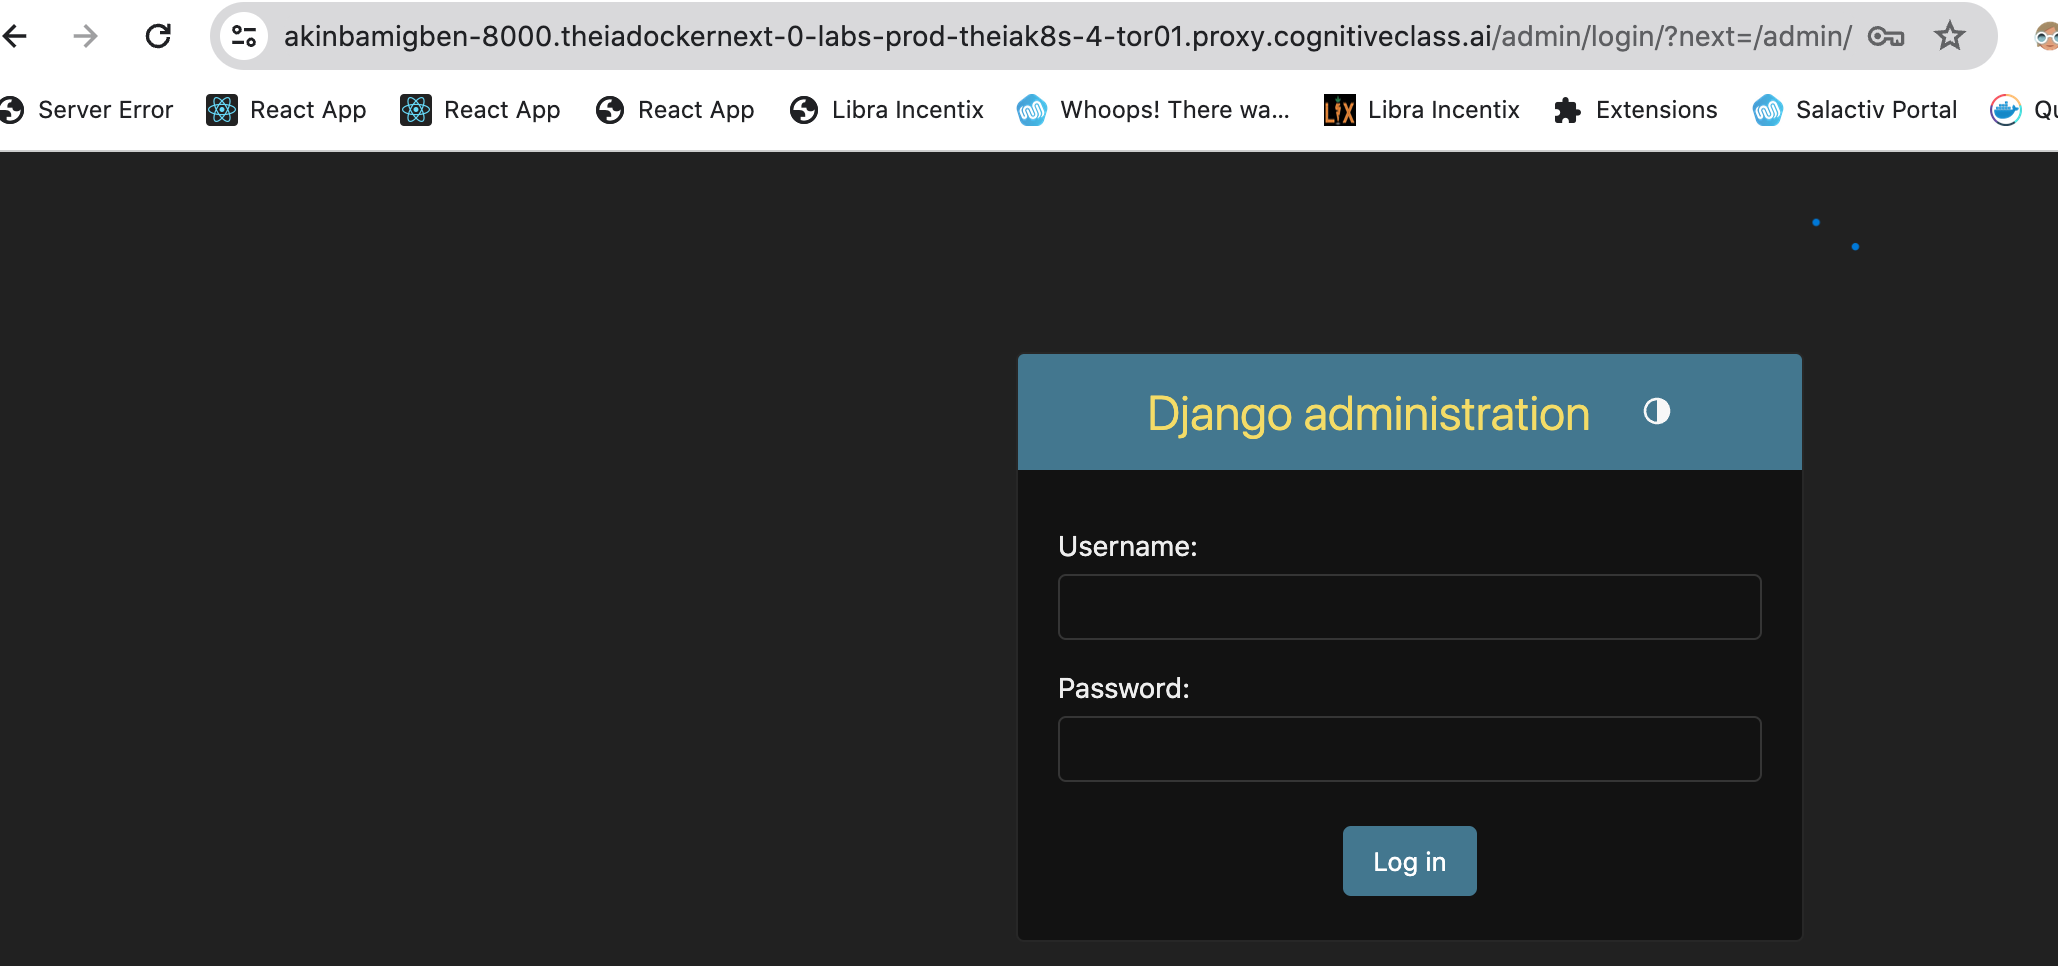 akinbamigben-8000.theiadockernext-0-labs-prod-theiak8s-4-tor01.proxy.cognitiveclass.ai/admin/login/?next=/admin/
Server Error React App React App React App Libra Incentix Whoops! There wa... LIX Libra Incentix Extensions Salactiv Portal
Django administration
Username:
Password:
Log in